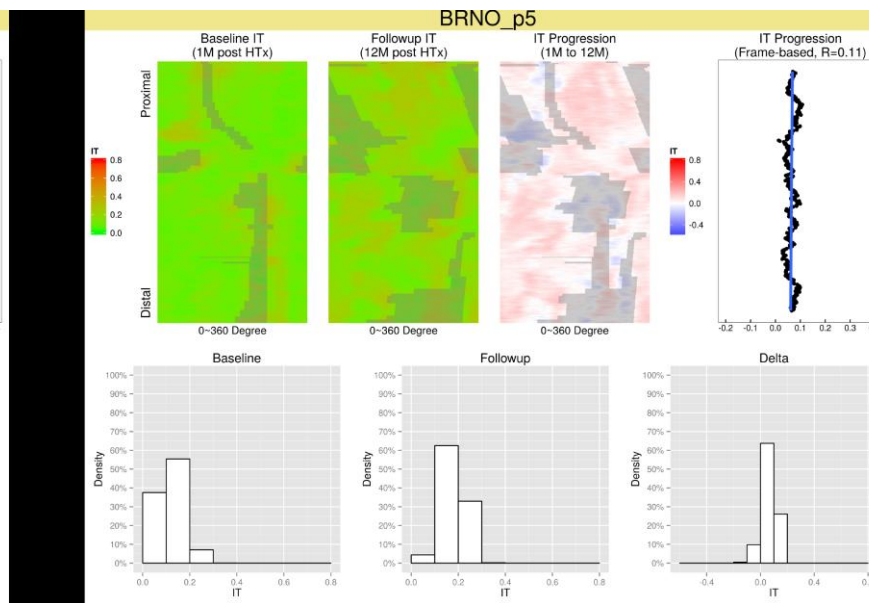 BRNO_p5
Baseline IT
(1M post HTx)
Followup IT
(12M post HTx)
IT Progression
(1M to 12M)
IT Progression
(Frame-based, R=0.11)
Proximal
Distal
IT
0.8
0.6
0.4
0.2
0.0
IT
0.8
0.4
0.0
-0.4
0~360 Degree
0~360 Degree
0~360 Degree
-0.2 -0.1 0.0 0.1 0.2 0.3
Baseline
Followup
Delta
100%
90%
80%
70%
60%
50%
40%
30%
20%
10%
0%
Density
0.0 0.2 0.4 0.6 0.8
IT
100%
90%
80%
70%
60%
50%
40%
30%
20%
10%
0%
Density
0.0 0.2 0.4 0.6 0.8
IT
100%
90%
80%
70%
60%
50%
40%
30%
20%
10%
0%
Density
-0.4 0.0 0.4
IT